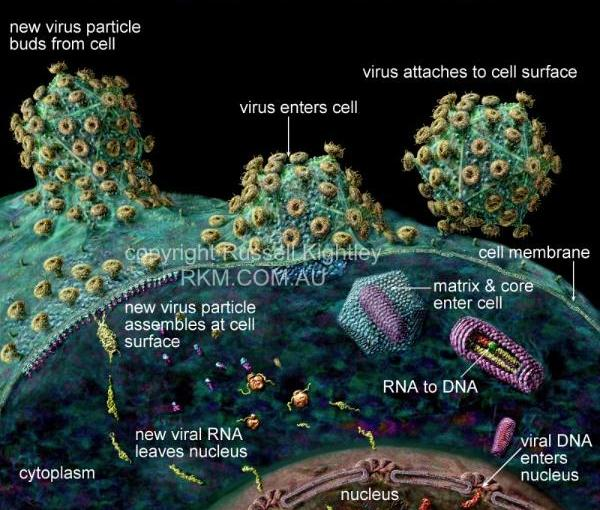 new virus particle
buds from cell
virus attaches to cell surface
virus enters cell
copyright Russell Kightley
RKM.COM.AU
cell membrane
matrix & core
enter cell
new virus particle
assembles at cell
surface
RNA to DNA
new viral RNA
leaves nucleus
viral DNA
enters
nucleus
cytoplasm
nucleus